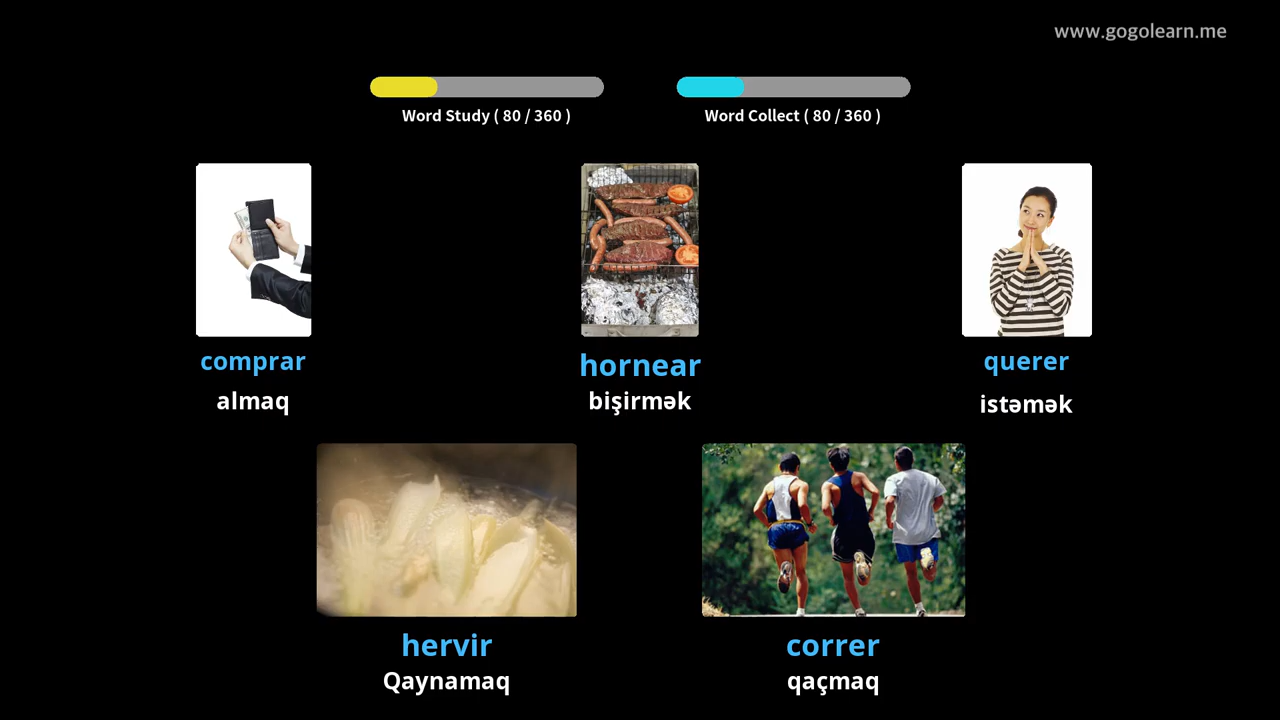 www.gogolearn.me
Word Study ( 80 / 360 )
Word Collect ( 80 / 360 )
comprar
almaq
hornear
bişirmək
querer
istəmək
hervir
Qaynamaq
correr
qaçmaq